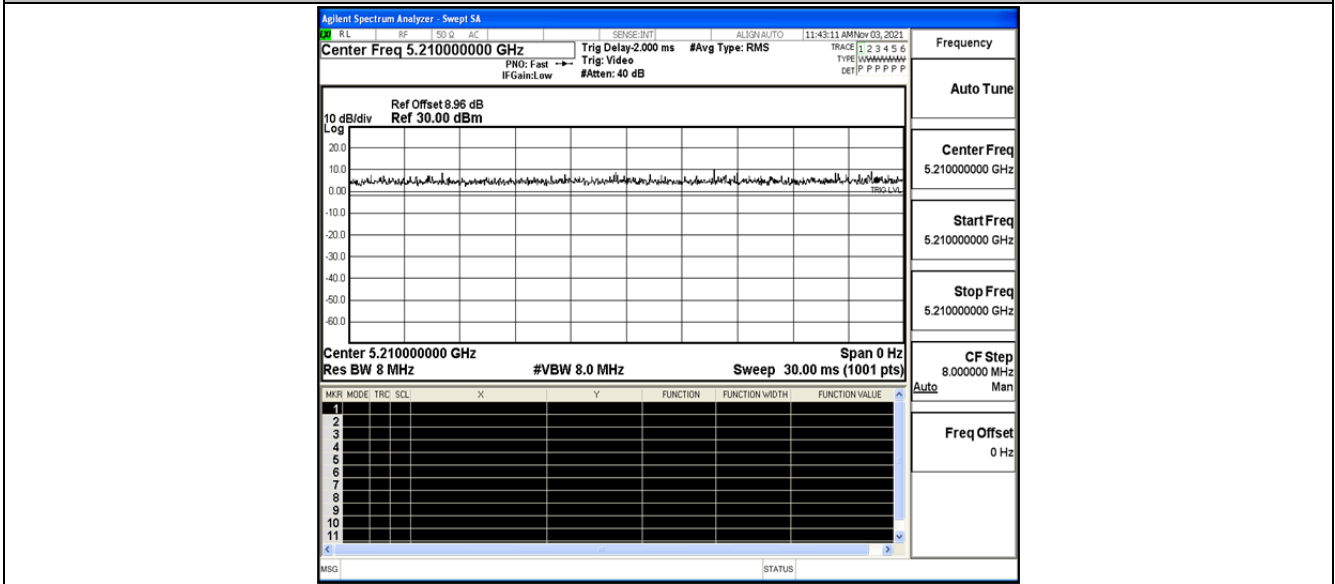 Agilent Spectrum Analyzer - Swept SA
LXI RL RF 50 Ω AC SENSE:INT ALIGN AUTO 11:43:11 AM Nov 03, 2021
Center Freq 5.210000000 GHz
PNO: Fast
IFGain:Low
Trig Delay-2.000 ms
Trig: Video
#Atten: 40 dB
#Avg Type: RMS
TRACE 1 2 3 4 5 6
TYPE WWWWWW
DET P P P P P P
Ref Offset 8.96 dB
10 dB/div Ref 30.00 dBm
Log
20.0
10.0
0.00
TRIG LVL
-10.0
-20.0
-30.0
-40.0
-50.0
-60.0
Center 5.210000000 GHz Span 0 Hz
Res BW 8 MHz #VBW 8.0 MHz Sweep 30.00 ms (1001 pts)
MKR MODE TRC SCL X Y FUNCTION FUNCTION WIDTH FUNCTION VALUE
1
2
3
4
5
6
7
8
9
10
11
MSG STATUS
Frequency
Auto Tune
Center Freq
5.210000000 GHz
Start Freq
5.210000000 GHz
Stop Freq
5.210000000 GHz
CF Step
8.000000 MHz
Auto Man
Freq Offset
0 Hz